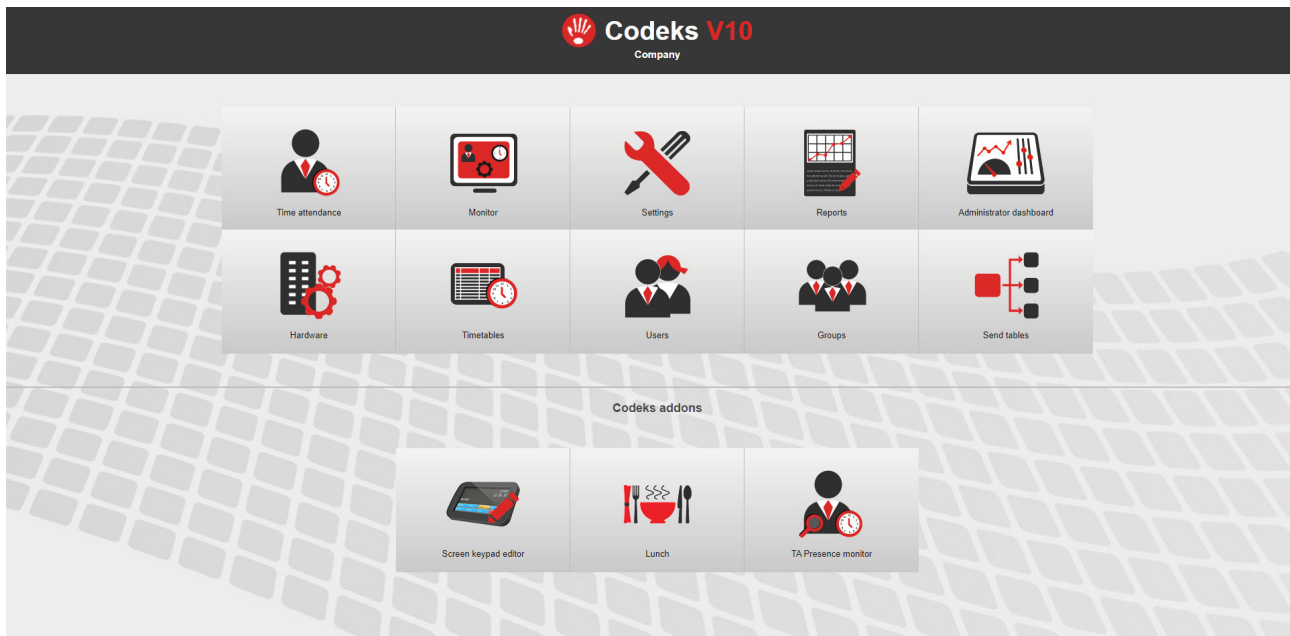 Codeks V10
Company
Time attendance
Monitor
Settings
Reports
Administrator dashboard
Hardware
Timetables
Users
Groups
Send tables
Codeks addons
Screen keypad editor
Lunch
TA Presence monitor